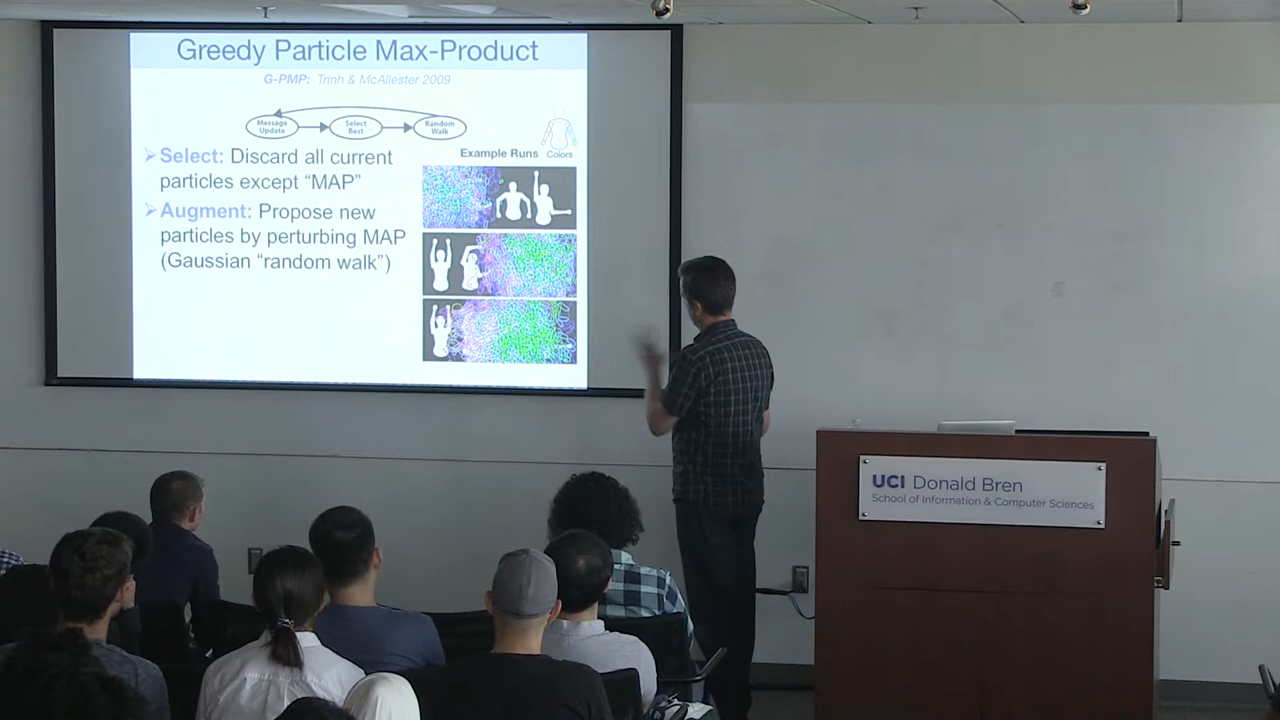 Greedy Particle Max-Product
G-PMP: Trinh & McAllester 2009
Message Update
Select Best
Random Walk
➢Select: Discard all current
particles except “MAP”
➢Augment: Propose new
particles by perturbing MAP
(Gaussian “random walk”)
Example Runs
Colors
UCI Donald Bren
School of Information & Computer Sciences